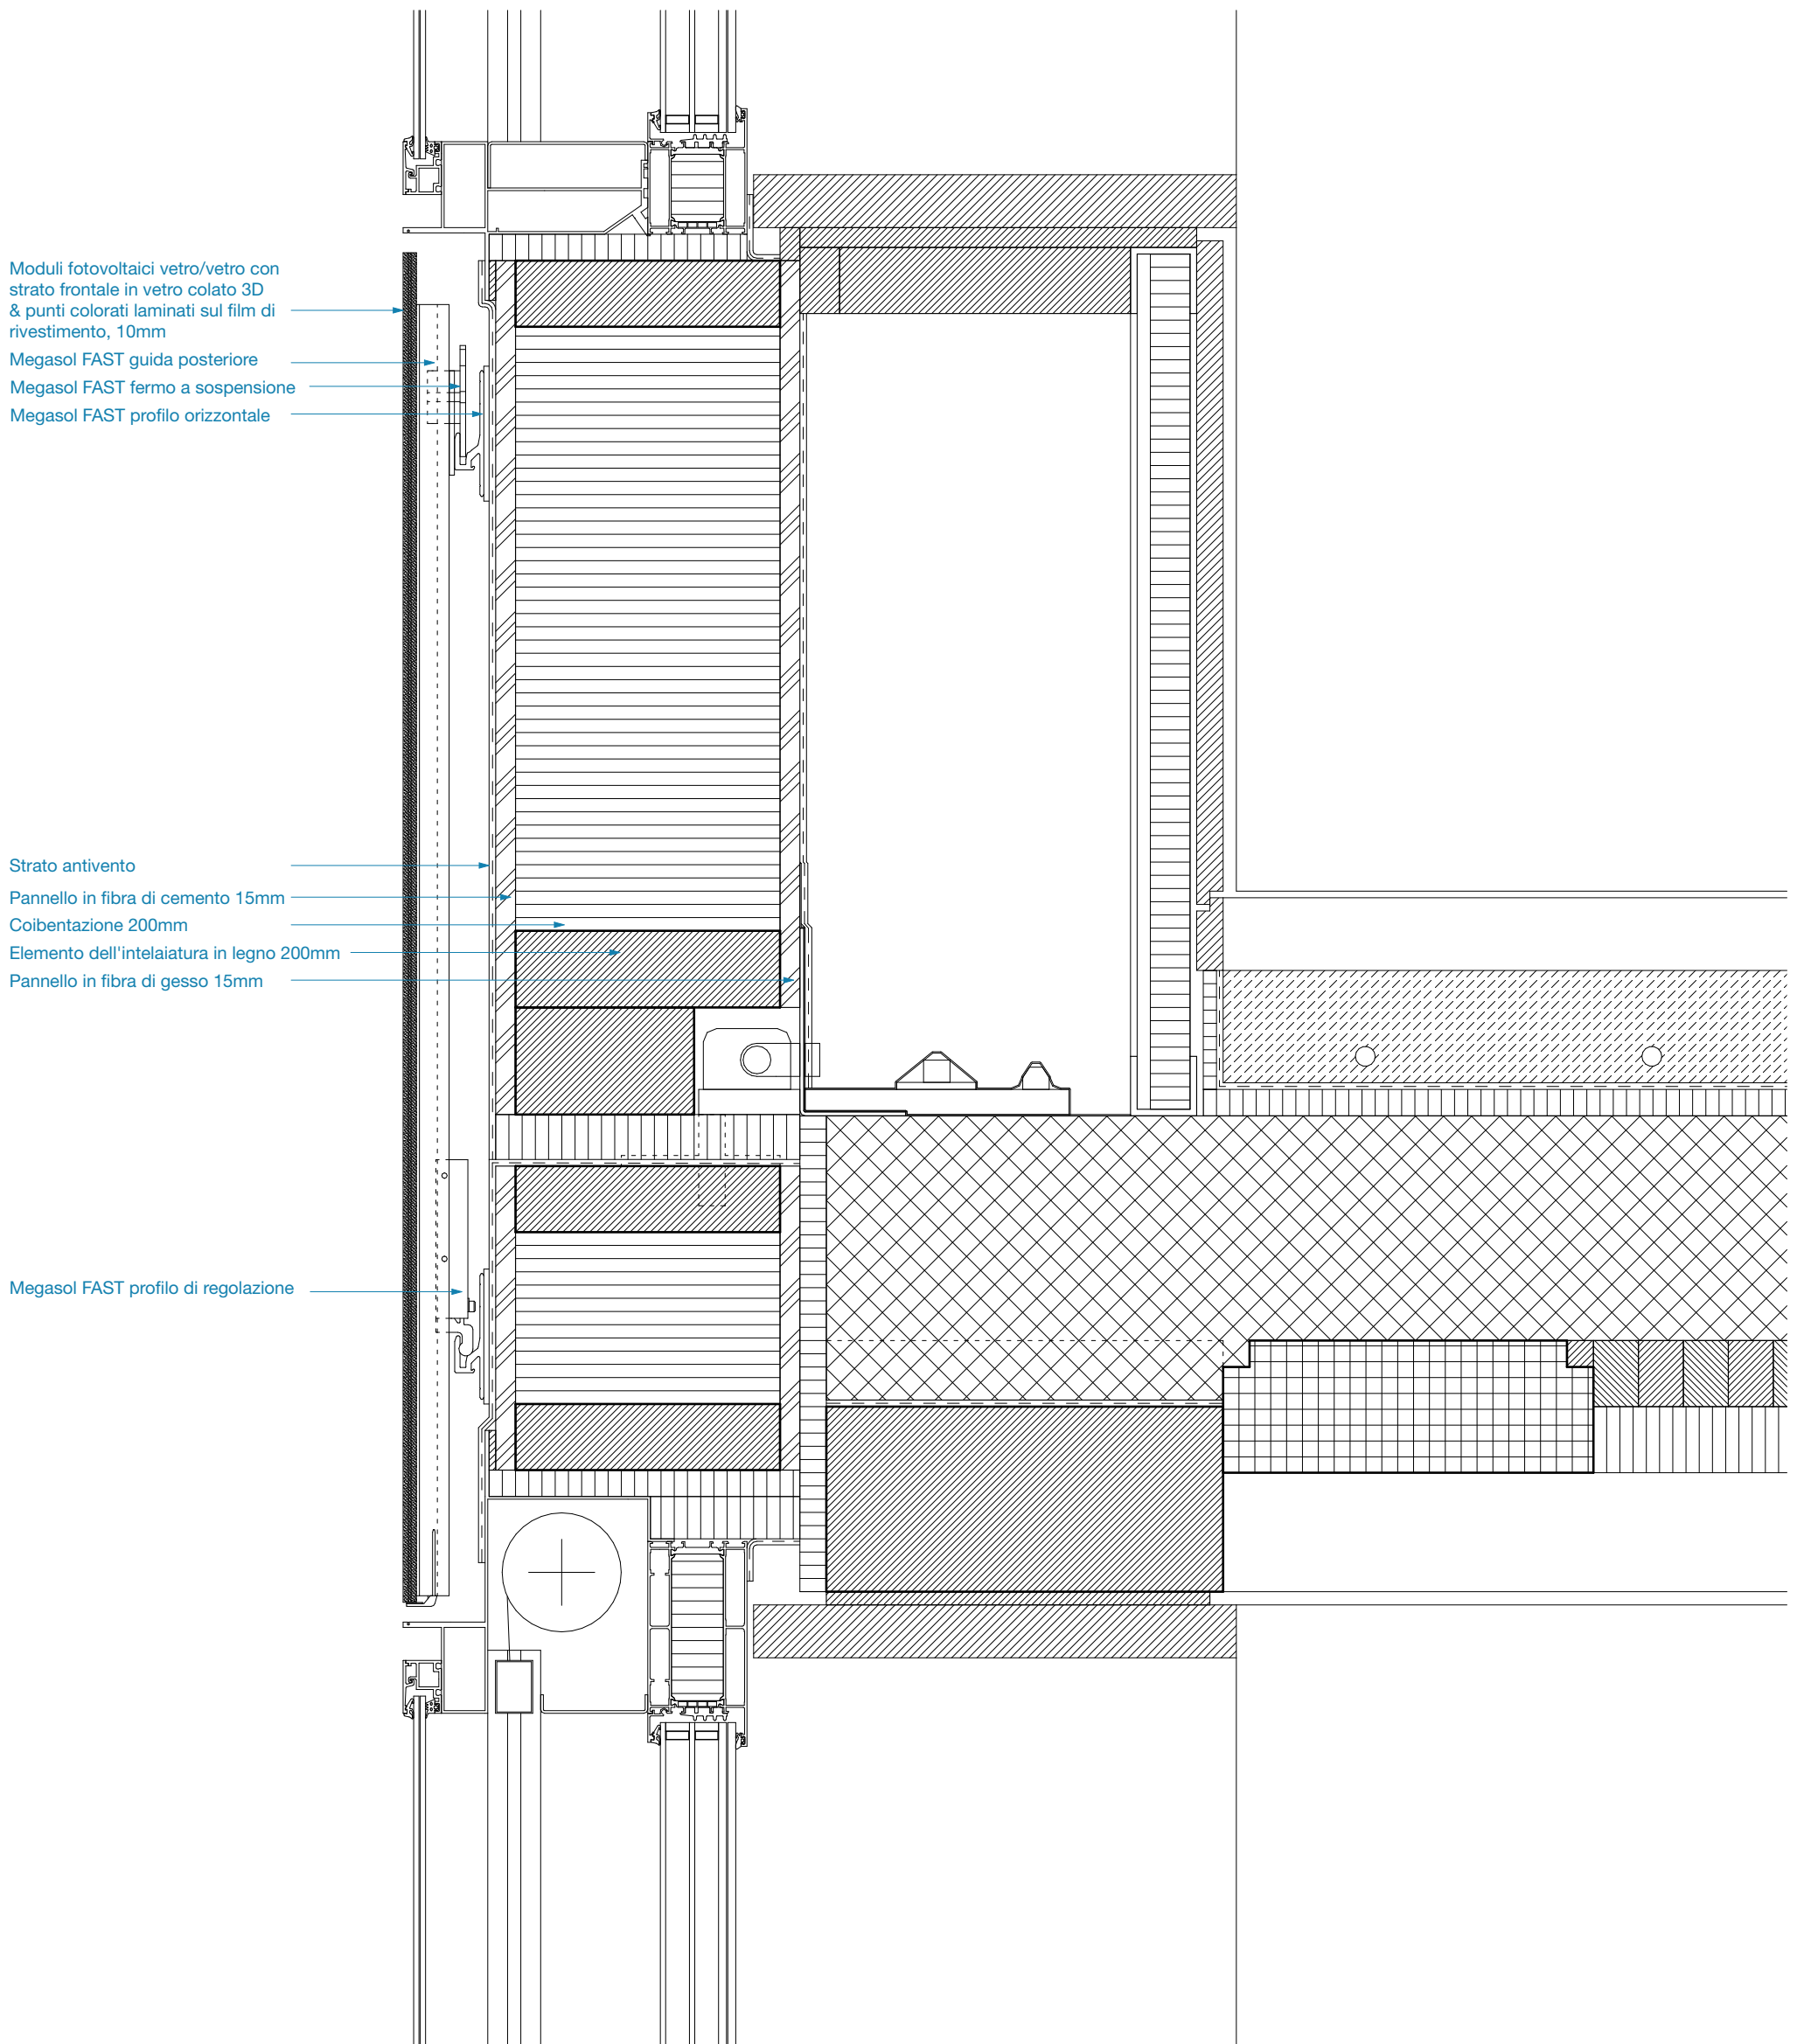 Moduli fotovoltaici vetro/vetro con
strato frontale in vetro colato 3D
& punti colorati laminati sul film di
rivestimento, 10mm
Megasol FAST guida posteriore
Megasol FAST fermo a sospensione
Megasol FAST profilo orizzontale
Strato antivento
Pannello in fibra di cemento 15mm
Coibentazione 200mm
Elemento dell'intelaiatura in legno 200mm
Pannello in fibra di gesso 15mm
Megasol FAST profilo di regolazione